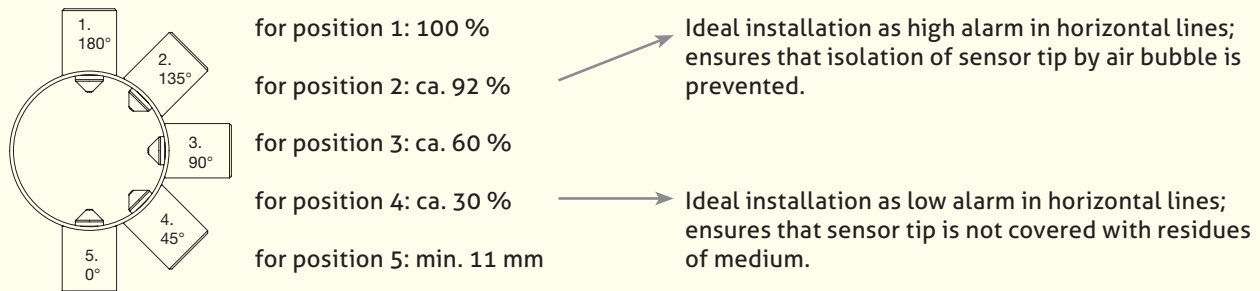 1.
180°
2.
135°
3.
90°
4.
45°
5.
0°
for position 1: 100 %
for position 2: ca. 92 %
for position 3: ca. 60 %
for position 4: ca. 30 %
for position 5: min. 11 mm
Ideal installation as high alarm in horizontal lines;
ensures that isolation of sensor tip by air bubble is
prevented.
Ideal installation as low alarm in horizontal lines;
ensures that sensor tip is not covered with residues
of medium.